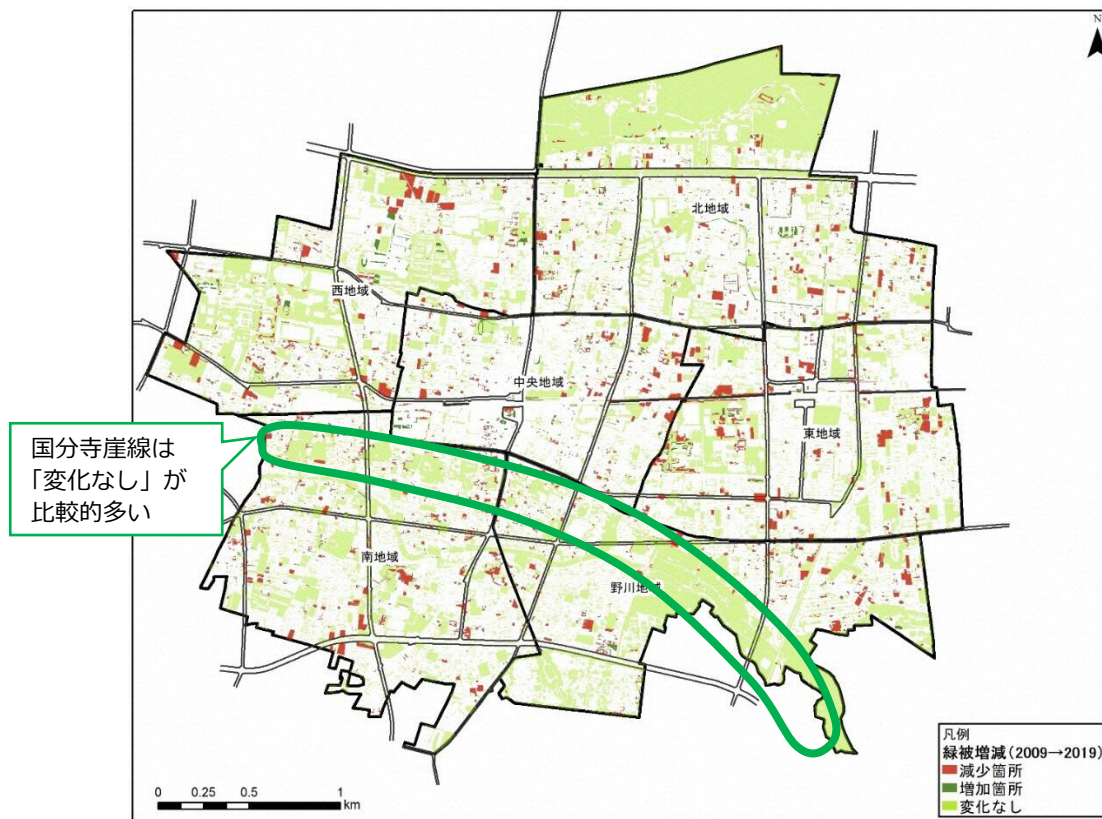 N
北地域
西地域
中央地域
東地域
国分寺崖線は
「変化なし」が
比較的多い
南地域
野川地域
凡例
緑被増減(2009→2019)
減少箇所
増加箇所
変化なし
0 0.25 0.5 1
km